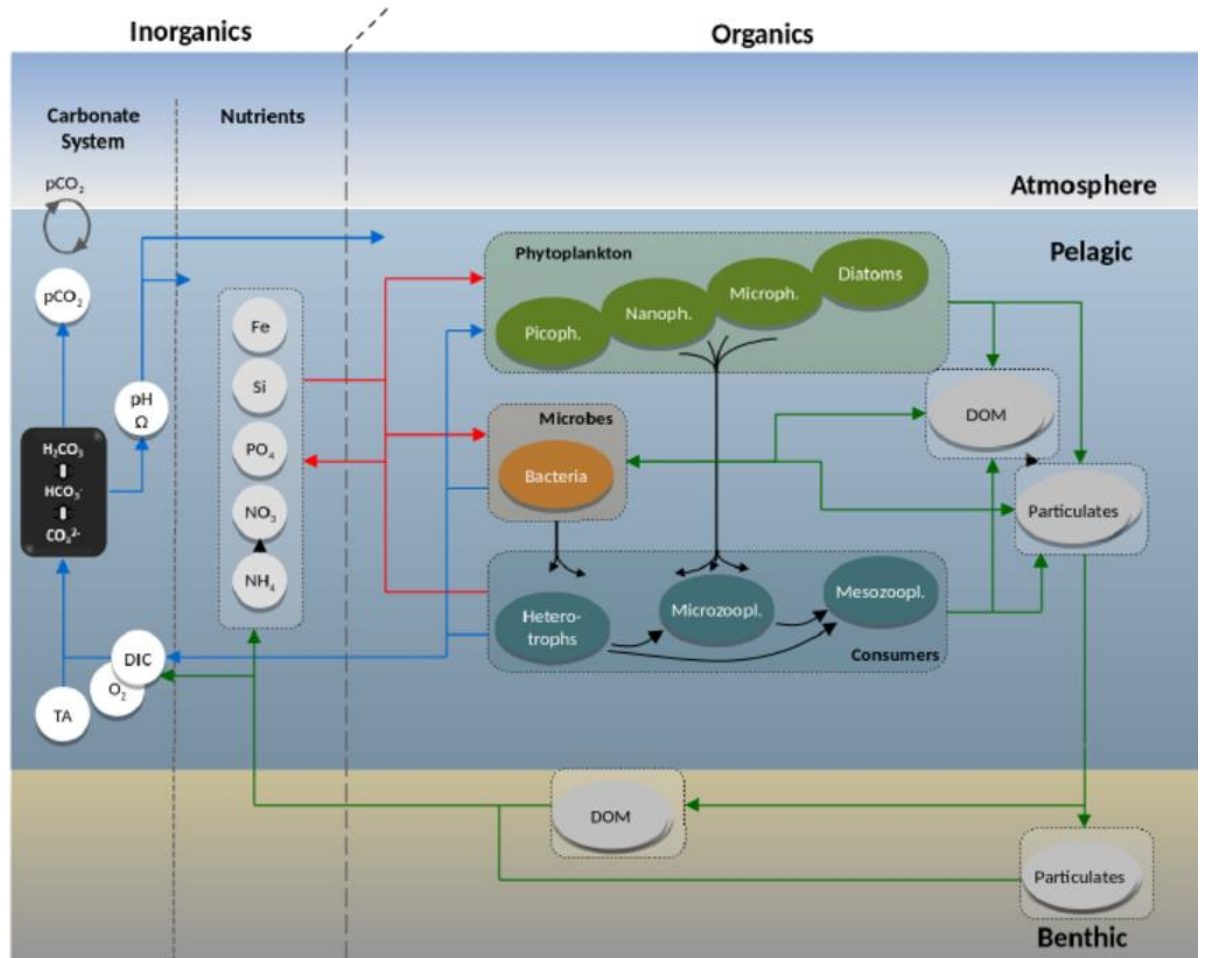 Inorganics
Organics
Carbonate
System
Nutrients
pCO₂
Atmosphere
Pelagic
pCO₂
pH
Ω
H₂CO₃
HCO₃⁻
CO₃²⁻
Fe
Si
PO₄
NO₃
NH₄
DIC
O₂
TA
Phytoplankton
Picoph.
Nanoph.
Microph.
Diatoms
Microbes
Bacteria
DOM
Particulates
Hetero-
trophs
Microzoopl.
Mesozoopl.
Consumers
DOM
Particulates
Benthic